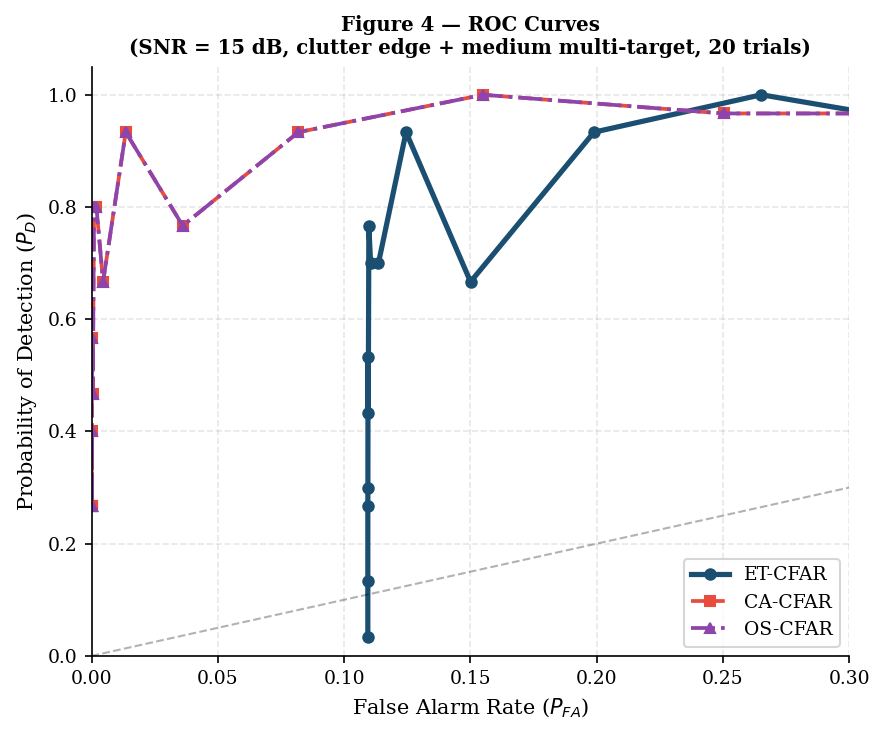 Figure 4 — ROC Curves
(SNR = 15 dB, clutter edge + medium multi-target, 20 trials)
1.0
0.8
0.6
0.4
0.2
0.0
Probability of Detection (P_D)
0.00 0.05 0.10 0.15 0.20 0.25 0.30
False Alarm Rate (P_FA)
ET-CFAR
CA-CFAR
OS-CFAR